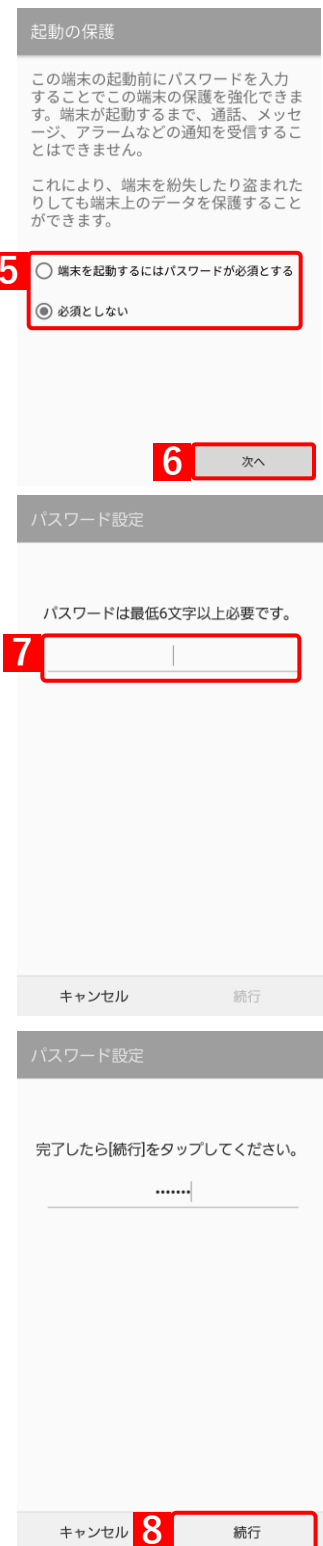 起動の保護
この端末の起動前にパスワードを入力
することでこの端末の保護を強化できま
す。端末が起動するまで、通話、メッセ
ージ、アラームなどの通知を受信するこ
とはできません。
これにより、端末を紛失したり盗まれた
りしても端末上のデータを保護すること
ができます。
5
端末を起動するにはパスワードが必須とする
必須としない
6 次へ
パスワード設定
パスワードは最低6文字以上必要です。
7
キャンセル 続行
パスワード設定
完了したら[続行]をタップしてください。
•••••••
キャンセル 8 続行